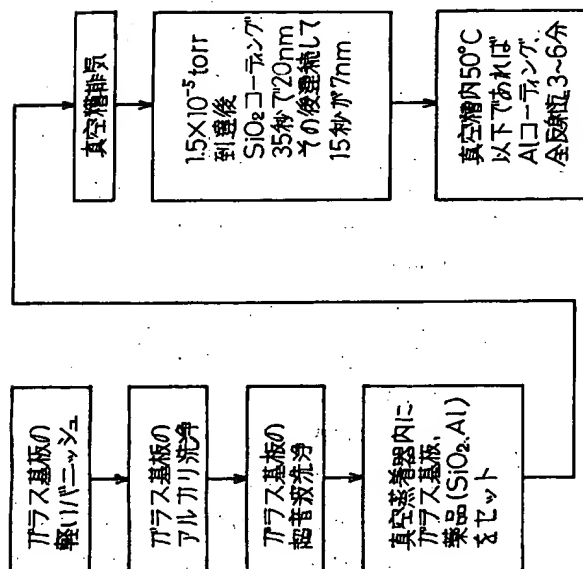 ガラス基板の
軽いバニッシュ
ガラス基板の
アルカリ洗浄
ガラス基板の
超音波洗浄
真空蒸着器内に
ガラス基板、
薬品(SiO₂、Al)
をセット
真空槽排気
1.5×10⁻⁵torr
到達後
SiO₂コーティング
35秒で20nm
その後連続して
15秒が7nm
真空槽内50℃
以下であれば
Alコーティング、
全反射迄3~6分